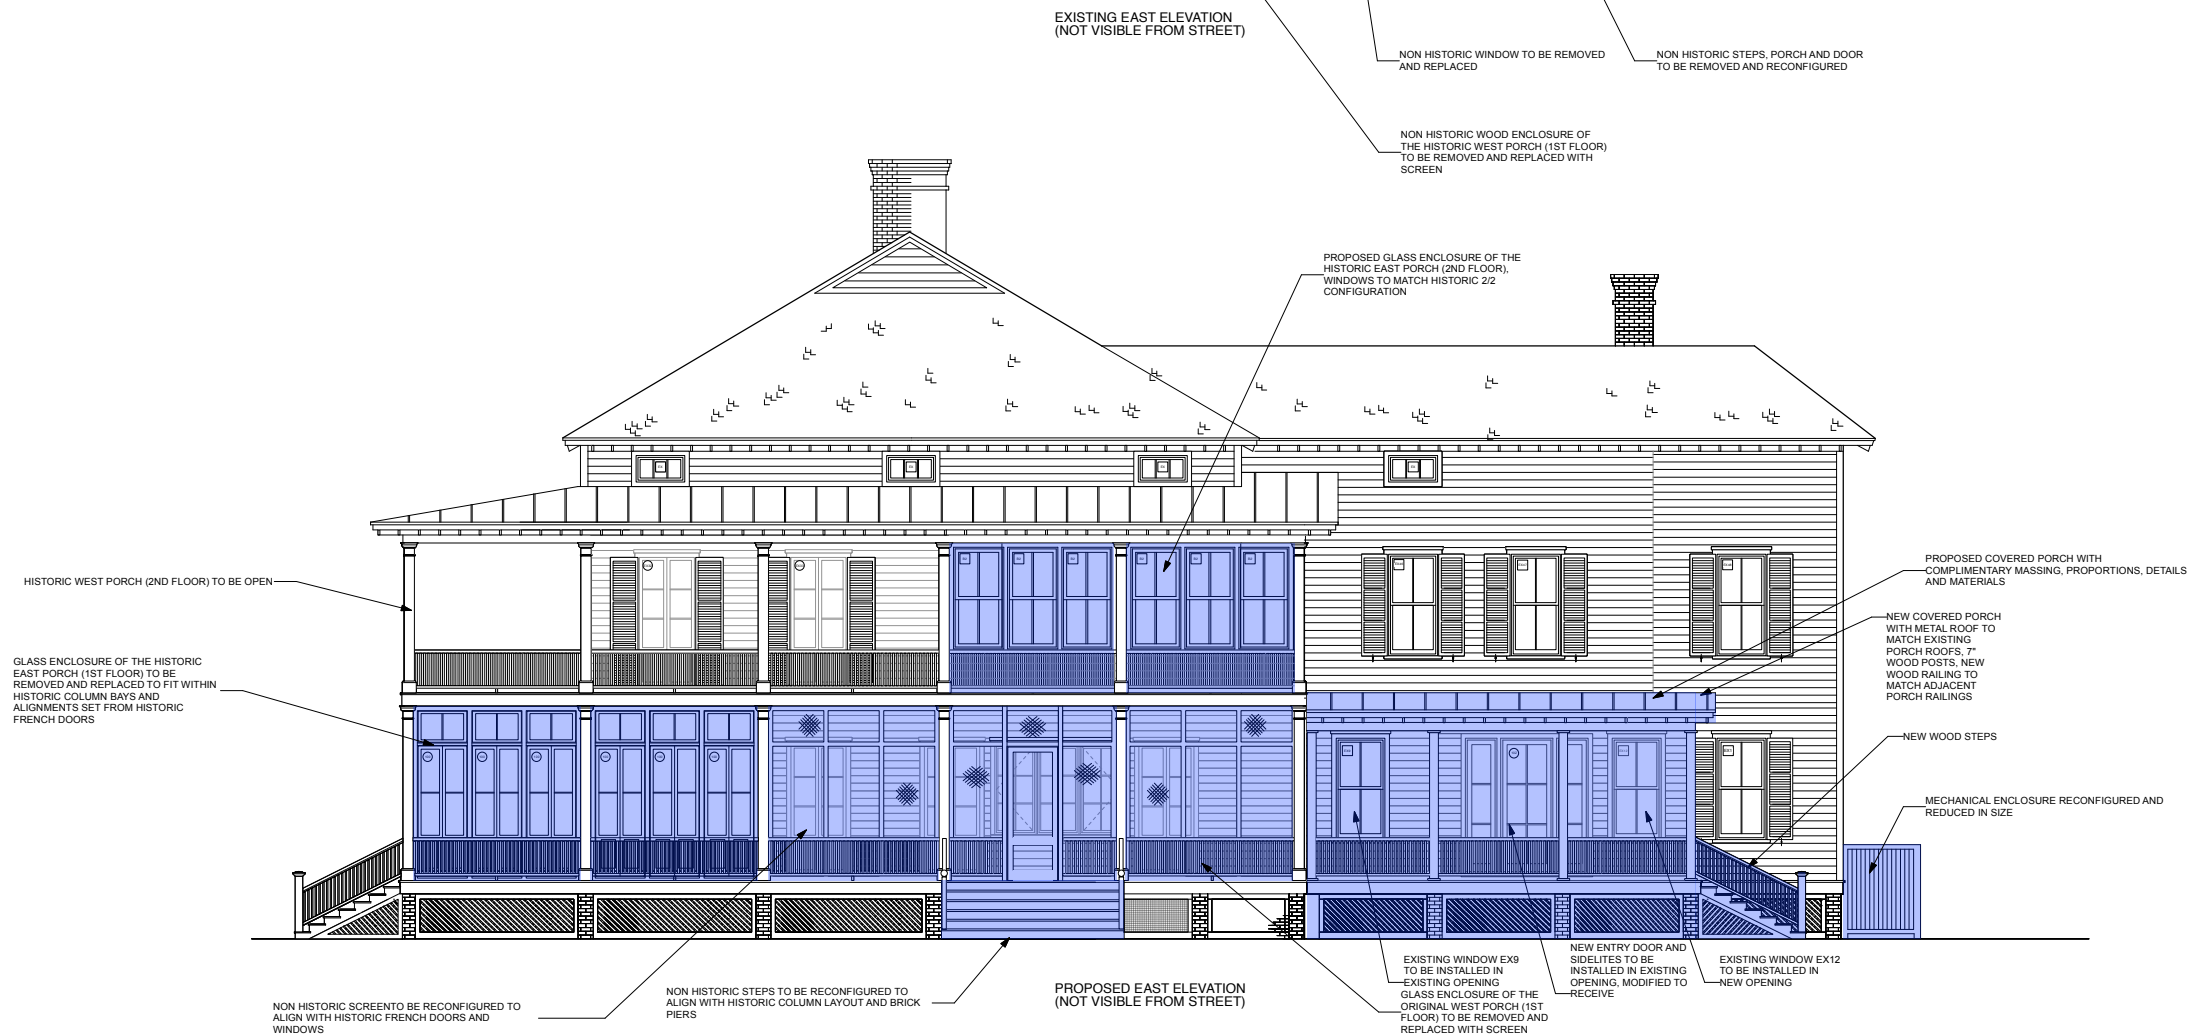 EXISTING EAST ELEVATION
(NOT VISIBLE FROM STREET)
NON HISTORIC WINDOW TO BE REMOVED
AND REPLACED
NON HISTORIC STEPS, PORCH AND DOOR
TO BE REMOVED AND RECONFIGURED
NON HISTORIC WOOD ENCLOSURE OF
THE HISTORIC WEST PORCH (1ST FLOOR)
TO BE REMOVED AND REPLACED WITH
SCREEN
PROPOSED GLASS ENCLOSURE OF THE
HISTORIC EAST PORCH (2ND FLOOR),
WINDOWS TO MATCH HISTORIC 2/2
CONFIGURATION
HISTORIC WEST PORCH (2ND FLOOR) TO BE OPEN
PROPOSED COVERED PORCH WITH
COMPLIMENTARY MASSING, PROPORTIONS, DETAILS
AND MATERIALS
NEW COVERED PORCH
WITH METAL ROOF TO
MATCH EXISTING
PORCH ROOFS, 7"
WOOD POSTS, NEW
WOOD RAILING TO
MATCH ADJACENT
PORCH RAILINGS
GLASS ENCLOSURE OF THE HISTORIC
EAST PORCH (1ST FLOOR) TO BE
REMOVED AND REPLACED TO FIT WITHIN
HISTORIC COLUMN BAYS AND
ALIGNMENTS SET FROM HISTORIC
FRENCH DOORS
NEW WOOD STEPS
MECHANICAL ENCLOSURE RECONFIGURED AND
REDUCED IN SIZE
NON HISTORIC SCREENTO BE RECONFIGURED TO
ALIGN WITH HISTORIC FRENCH DOORS AND
WINDOWS
NON HISTORIC STEPS TO BE RECONFIGURED TO
ALIGN WITH HISTORIC COLUMN LAYOUT AND BRICK
PIERS
PROPOSED EAST ELEVATION
(NOT VISIBLE FROM STREET)
EXISTING WINDOW EX9
TO BE INSTALLED IN
EXISTING OPENING
GLASS ENCLOSURE OF THE
ORIGINAL WEST PORCH (1ST
FLOOR) TO BE REMOVED AND
REPLACED WITH SCREEN
NEW ENTRY DOOR AND
SIDELITES TO BE
INSTALLED IN EXISTING
OPENING, MODIFIED TO
RECEIVE
EXISTING WINDOW EX12
TO BE INSTALLED IN
NEW OPENING